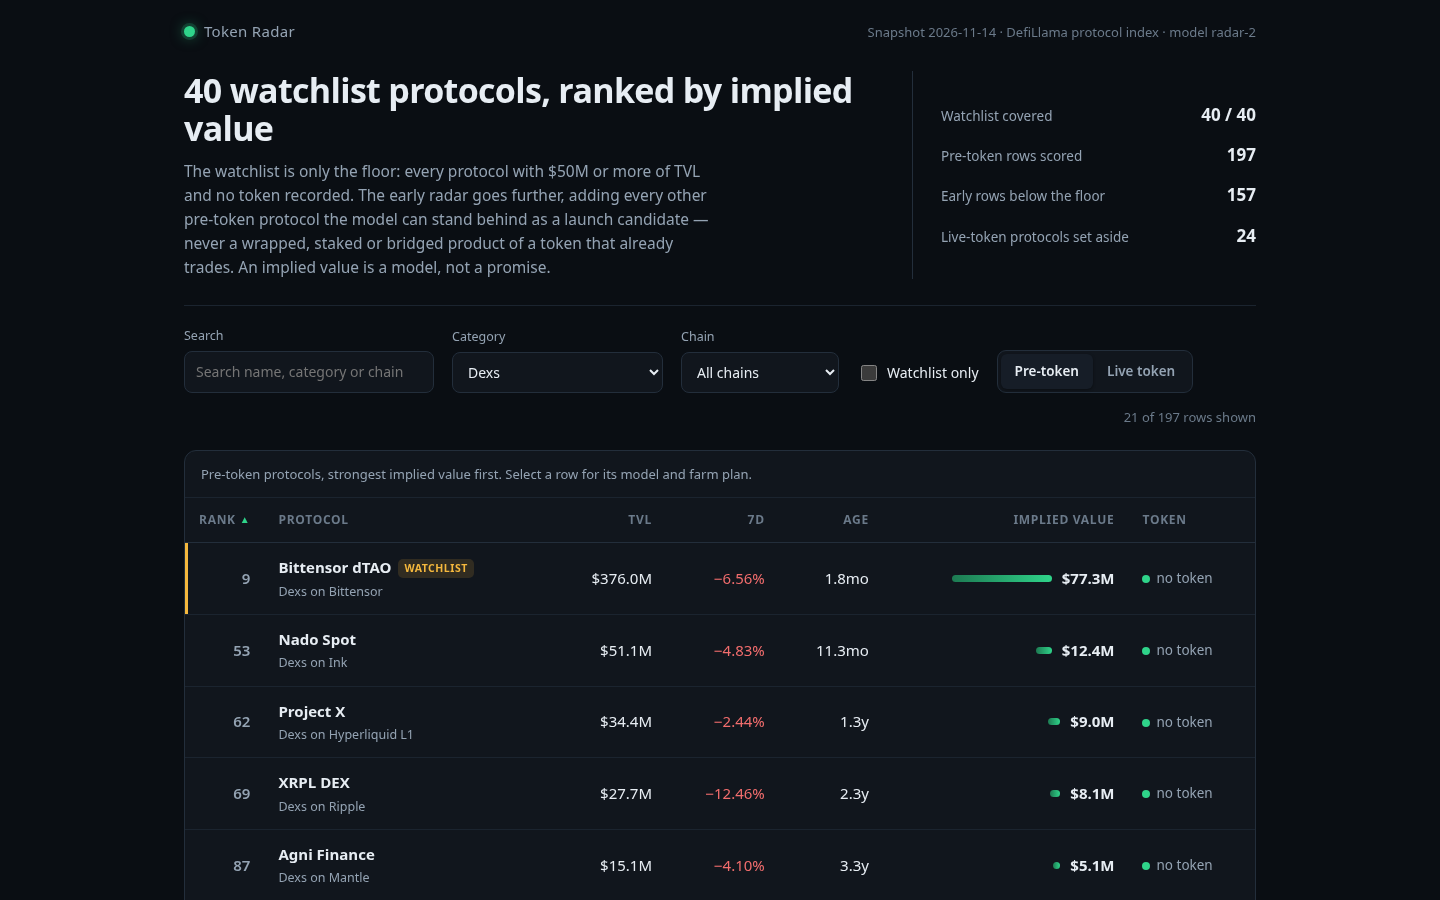 Token Radar
Snapshot 2026-11-14 · DefiLlama protocol index · model radar-2
40 watchlist protocols, ranked by implied
value
The watchlist is only the floor: every protocol with $50M or more of TVL
and no token recorded. The early radar goes further, adding every other
pre-token protocol the model can stand behind as a launch candidate —
never a wrapped, staked or bridged product of a token that already
trades. An implied value is a model, not a promise.
Watchlist covered 40 / 40
Pre-token rows scored 197
Early rows below the floor 157
Live-token protocols set aside 24
Search
Category
Chain
Search name, category or chain
Dexs
All chains
Watchlist only
Pre-token
Live token
21 of 197 rows shown
Pre-token protocols, strongest implied value first. Select a row for its model and farm plan.
RANK ▲ PROTOCOL TVL 7D AGE IMPLIED VALUE TOKEN
9 Bittensor dTAO WATCHLIST $376.0M −6.56% 1.8mo $77.3M no token
Dexs on Bittensor
53 Nado Spot $51.1M −4.83% 11.3mo $12.4M no token
Dexs on Ink
62 Project X $34.4M −2.44% 1.3y $9.0M no token
Dexs on Hyperliquid L1
69 XRPL DEX $27.7M −12.46% 2.3y $8.1M no token
Dexs on Ripple
87 Agni Finance $15.1M −4.10% 3.3y $5.1M no token
Dexs on Mantle